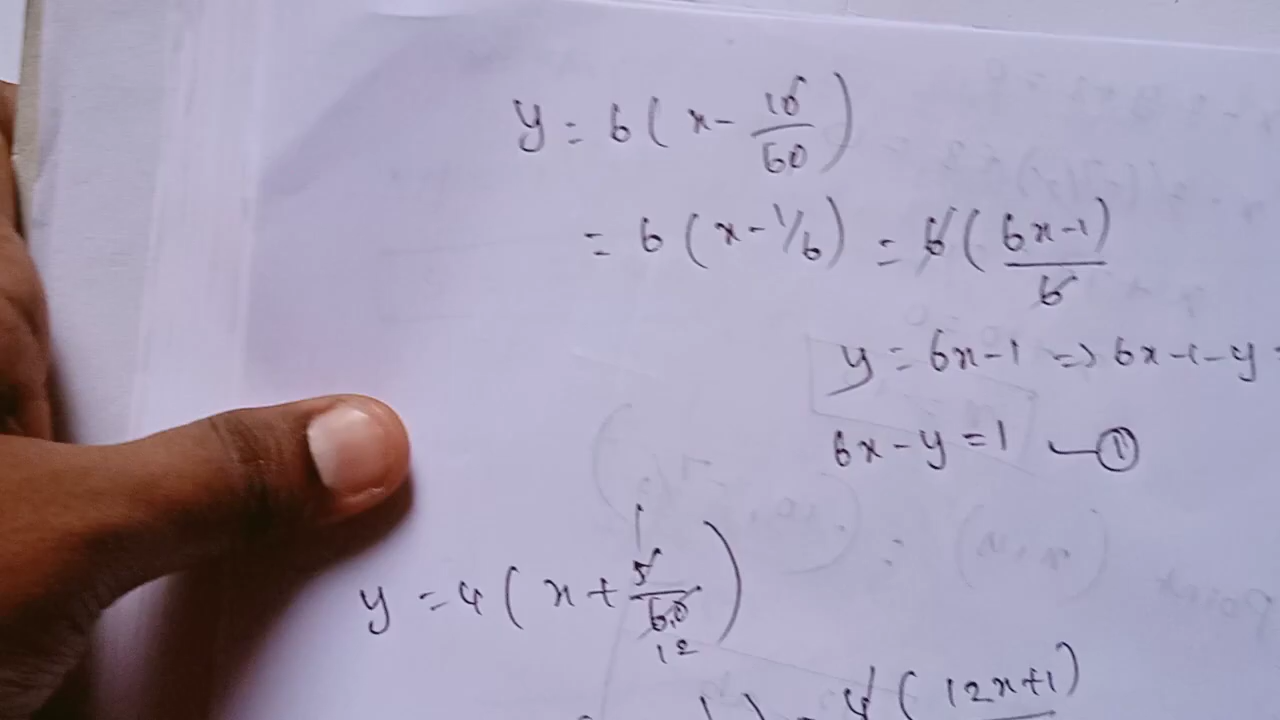 y = 6(x - 10/60)
= 6(x - 1/6) = 6(6x-1)/6
y = 6x-1 => 6x-1-y =
6x - y = 1 — ①
y = 4(x + 5/60) 1 12
4(12x+1)